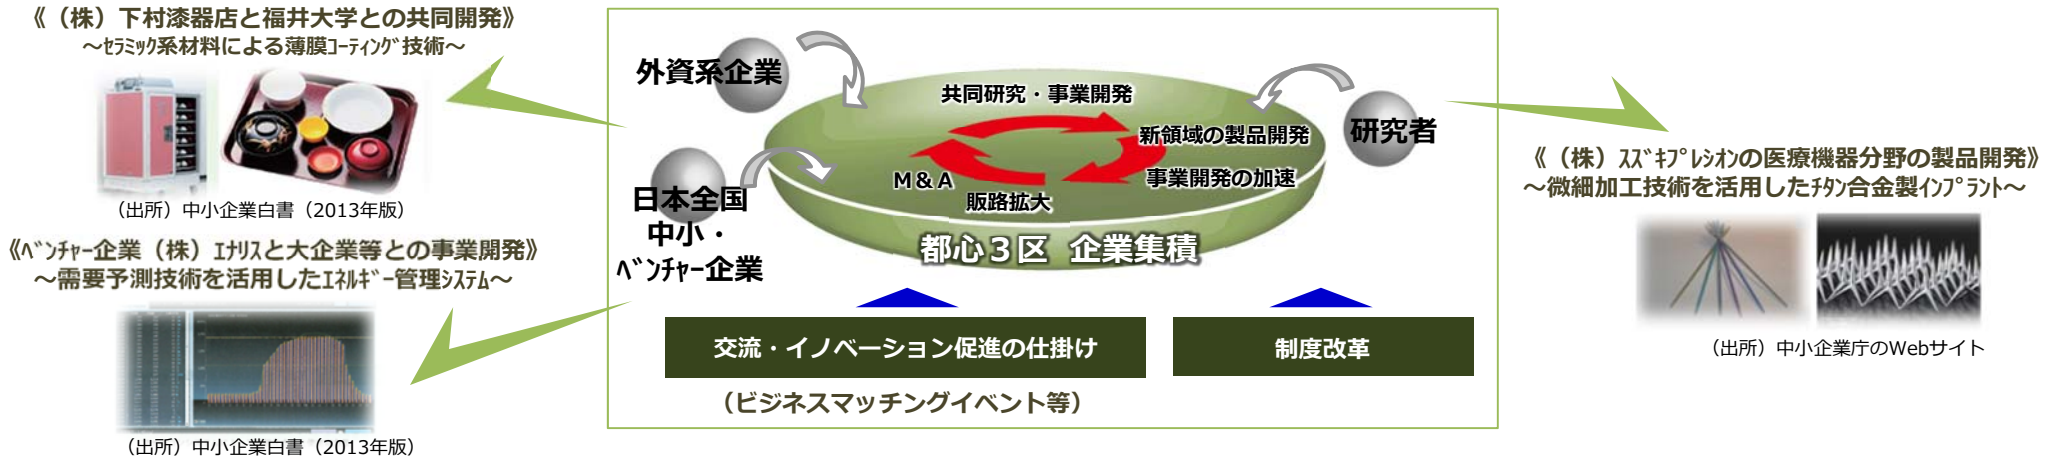 《（株）下村漆器店と福井大学との共同開発》
～ｾﾗﾐｯｸ系材料による薄膜ｺｰﾃｨﾝｸﾞ技術～
（出所）中小企業白書（2013年版）
《ﾍﾞﾝﾁｬｰ企業（株）ｴﾅﾘｽと大企業等との事業開発》
～需要予測技術を活用したｴﾈﾙｷﾞｰ管理ｼｽﾃﾑ～
（出所）中小企業白書（2013年版）
外資系企業
日本全国
中小・
ﾍﾞﾝﾁｬｰ企業
研究者
共同研究・事業開発
新領域の製品開発
事業開発の加速
販路拡大
Ｍ＆Ａ
都心３区 企業集積
交流・イノベーション促進の仕掛け
（ビジネスマッチングイベント等）
制度改革
《（株）ｽｽﾞｷﾌﾟﾚｼｵﾝの医療機器分野の製品開発》
～微細加工技術を活用したﾁﾀﾝ合金製ｲﾝﾌﾟﾗﾝﾄ～
（出所）中小企業庁のWebサイト